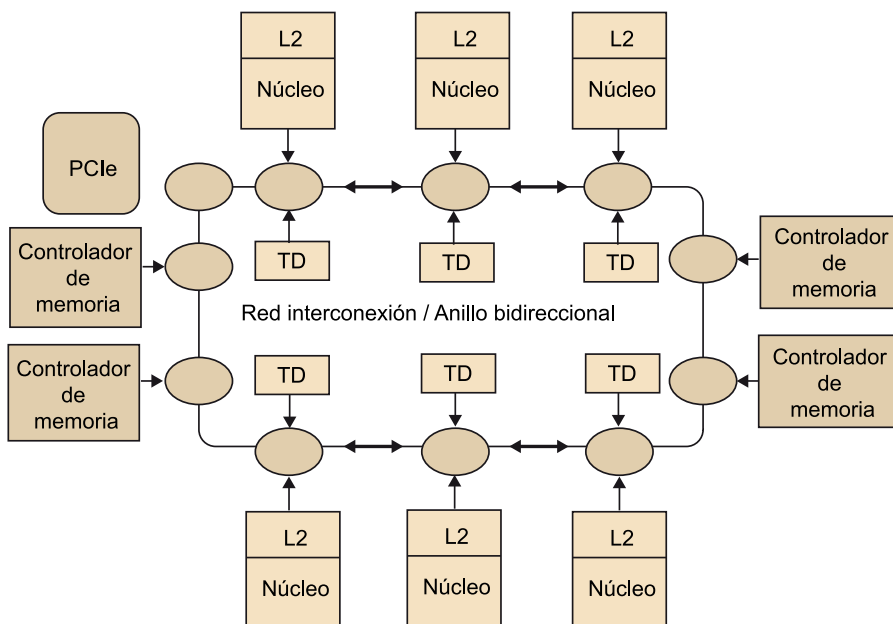 L2
Núcleo
L2
Núcleo
L2
Núcleo
PCIe
TD
TD
TD
Controlador
de
memoria
Controlador
de
memoria
Red interconexión / Anillo bidireccional
Controlador
de
memoria
Controlador
de
memoria
TD
TD
TD
L2
Núcleo
L2
Núcleo
L2
Núcleo